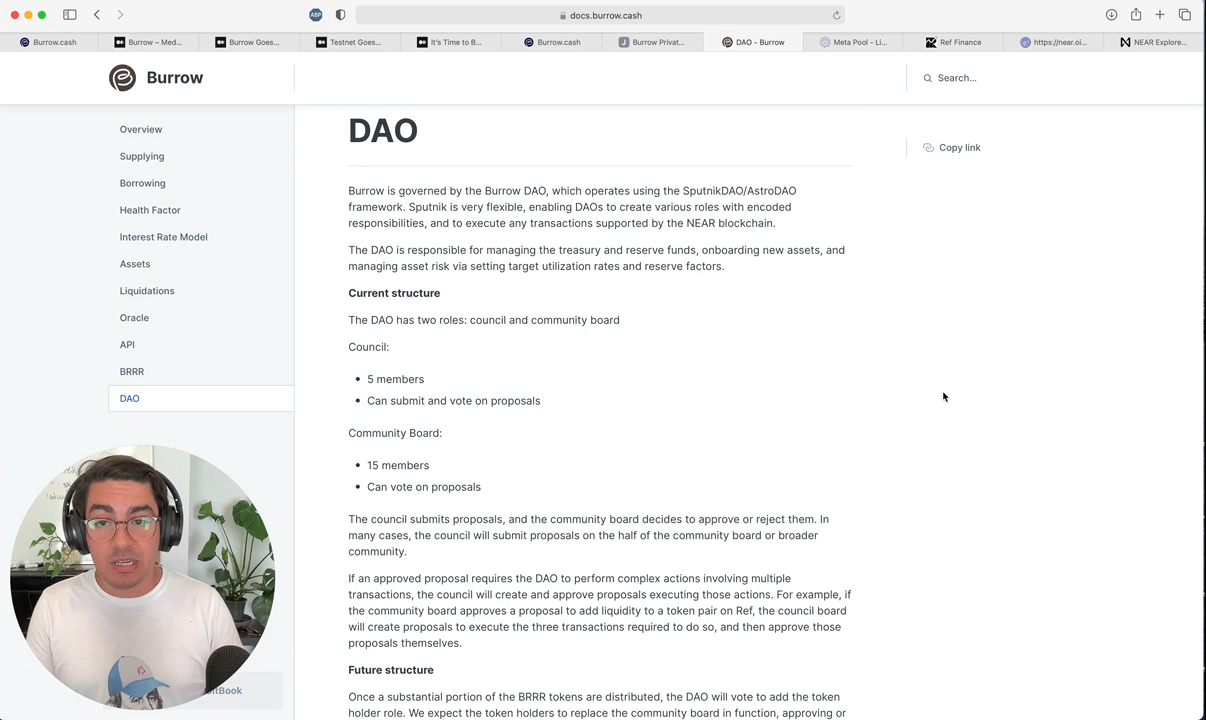 ABP
docs.burrow.cash
Burrow.cash
Burrow – Med...
Burrow Goes...
Testnet Goes...
It's Time to B...
Burrow.cash
Burrow Privat...
DAO - Burrow
Meta Pool - Li...
Ref Finance
https://near.oi...
NEAR Explore...
Burrow
Search...
Overview
Supplying
Borrowing
Health Factor
Interest Rate Model
Assets
Liquidations
Oracle
API
BRRR
DAO
DAO
Copy link
Burrow is governed by the Burrow DAO, which operates using the SputnikDAO/AstroDAO
framework. Sputnik is very flexible, enabling DAOs to create various roles with encoded
responsibilities, and to execute any transactions supported by the NEAR blockchain.
The DAO is responsible for managing the treasury and reserve funds, onboarding new assets, and
managing asset risk via setting target utilization rates and reserve factors.
Current structure
The DAO has two roles: council and community board
Council:
• 5 members
• Can submit and vote on proposals
Community Board:
• 15 members
• Can vote on proposals
The council submits proposals, and the community board decides to approve or reject them. In
many cases, the council will submit proposals on the half of the community board or broader
community.
If an approved proposal requires the DAO to perform complex actions involving multiple
transactions, the council will create and approve proposals executing those actions. For example, if
the community board approves a proposal to add liquidity to a token pair on Ref, the council board
will create proposals to execute the three transactions required to do so, and then approve those
proposals themselves.
Future structure
Once a substantial portion of the BRRR tokens are distributed, the DAO will vote to add the token
holder role. We expect the token holders to replace the community board in function, approving or